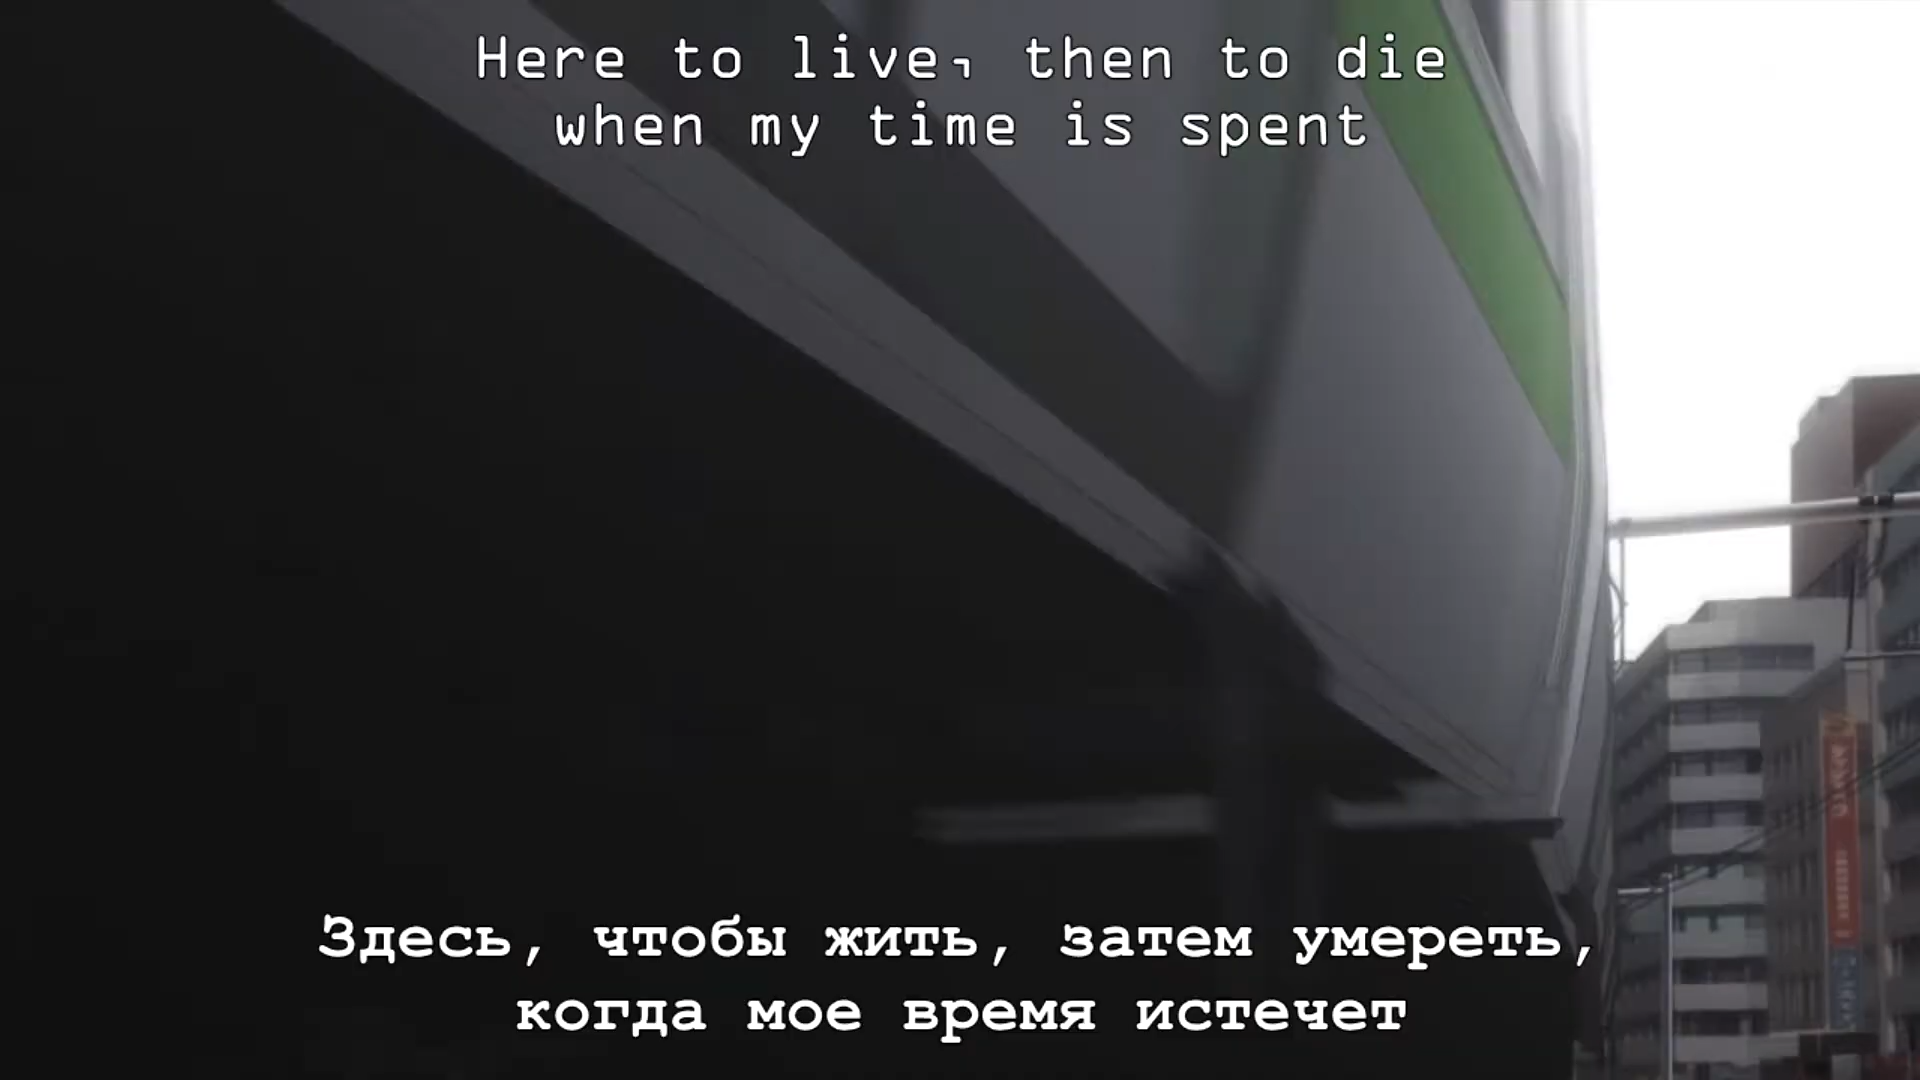 Here to live, then to die
when my time is spent
Здесь, чтобы жить, затем умереть,
когда мое время истечет